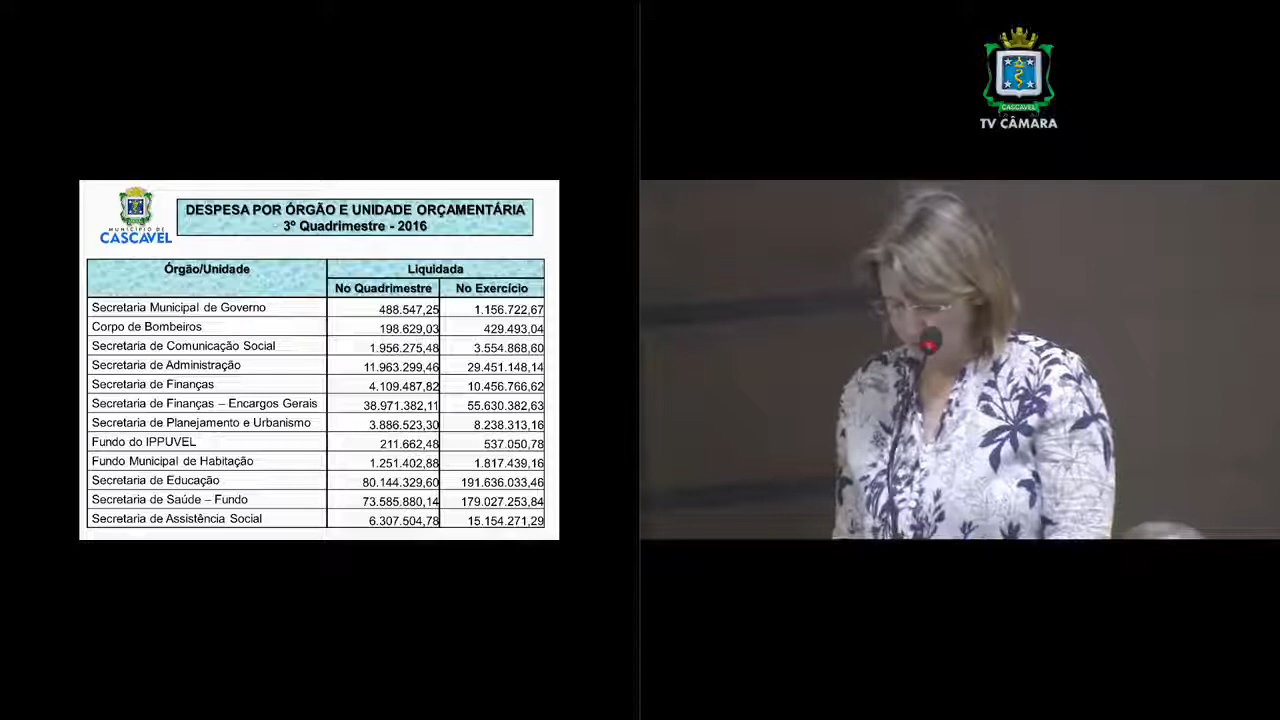 CASCAVEL
TV CÂMARA
MUNICÍPIO DE
CASCAVEL
DESPESA POR ÓRGÃO E UNIDADE ORÇAMENTÁRIA
3º Quadrimestre - 2016
Órgão/Unidade Liquidada
No Quadrimestre No Exercício
Secretaria Municipal de Governo 488.547,25 1.156.722,67
Corpo de Bombeiros 198.629,03 429.493,04
Secretaria de Comunicação Social 1.956.275,48 3.554.868,60
Secretaria de Administração 11.963.299,46 29.451.148,14
Secretaria de Finanças 4.109.487,82 10.456.766,62
Secretaria de Finanças – Encargos Gerais 38.971.382,11 55.630.382,63
Secretaria de Planejamento e Urbanismo 3.886.523,30 8.238.313,16
Fundo do IPPUVEL 211.662,48 537.050,78
Fundo Municipal de Habitação 1.251.402,88 1.817.439,16
Secretaria de Educação 80.144.329,60 191.636.033,46
Secretaria de Saúde – Fundo 73.585.880,14 179.027.253,84
Secretaria de Assistência Social 6.307.504,78 15.154.271,29